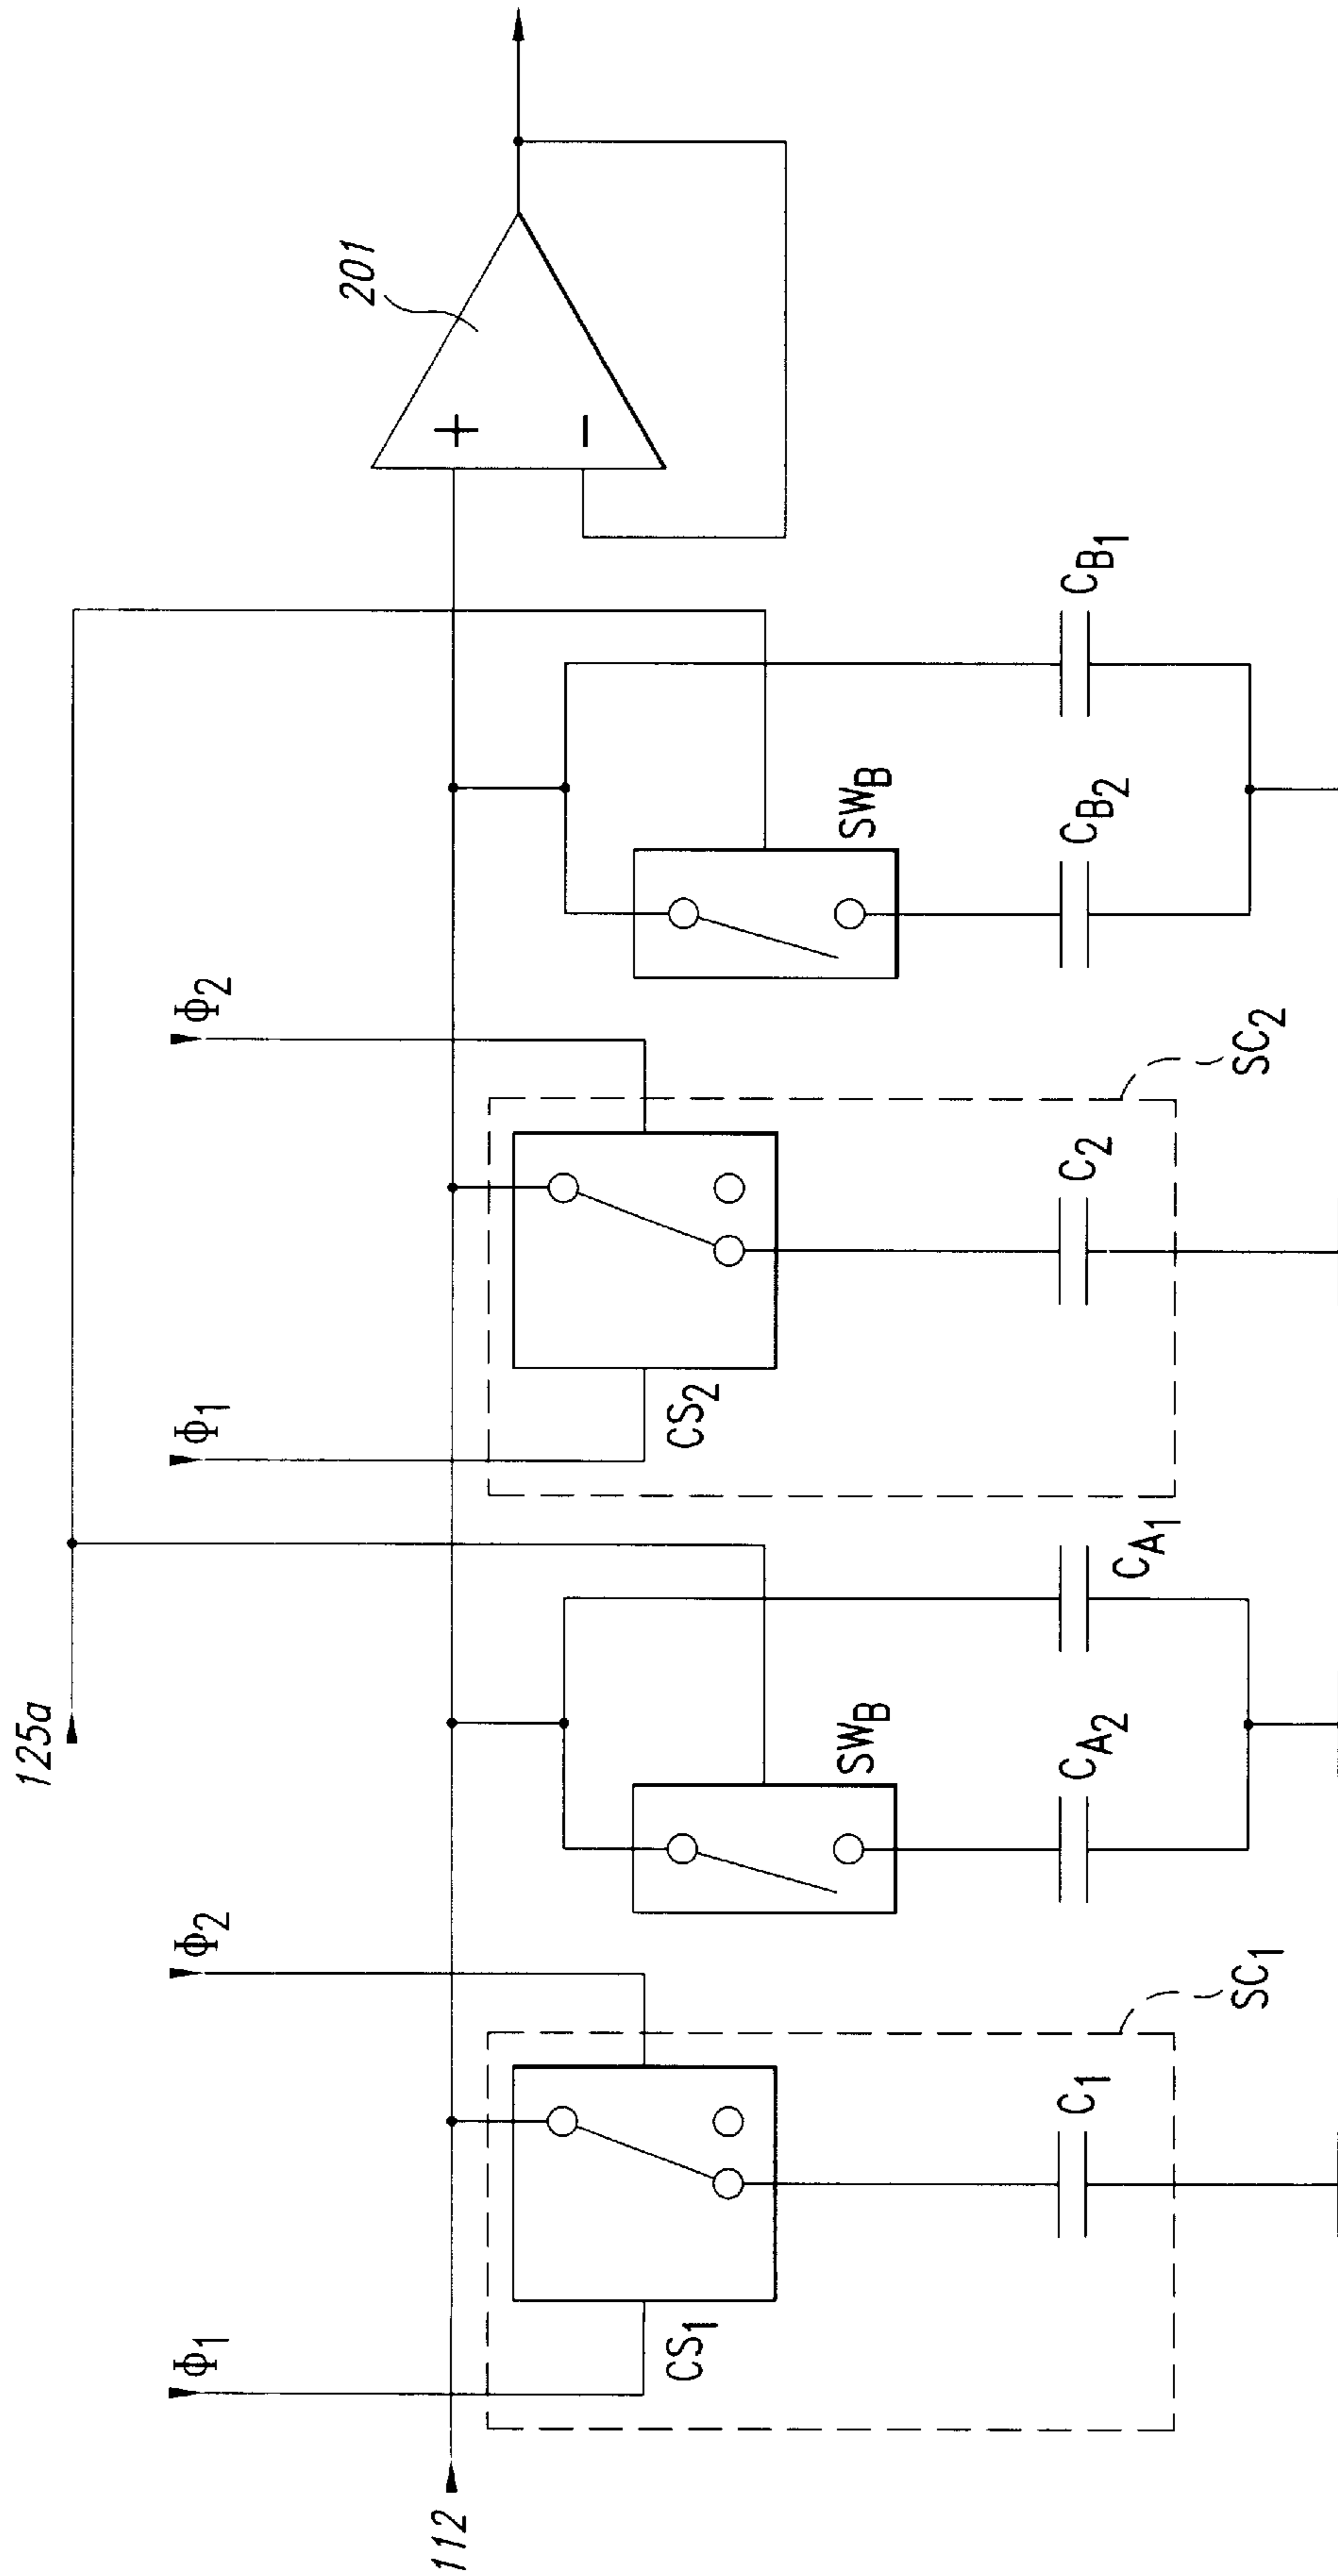 125a
112
Φ1
Φ2
Φ1
Φ2
201
+
−
CS1
C1
SC1
SWB
CA2
CA1
CS2
C2
SC2
SWB
CB2
CB1